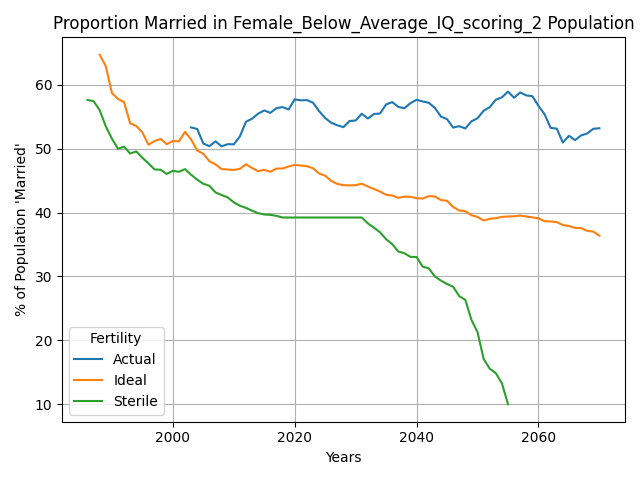 Proportion Married in Female_Below_Average_IQ_scoring_2 Population
% of Population 'Married'
60
50
40
30
20
10
Fertility
Actual
Ideal
Sterile
2000
2020
2040
2060
Years